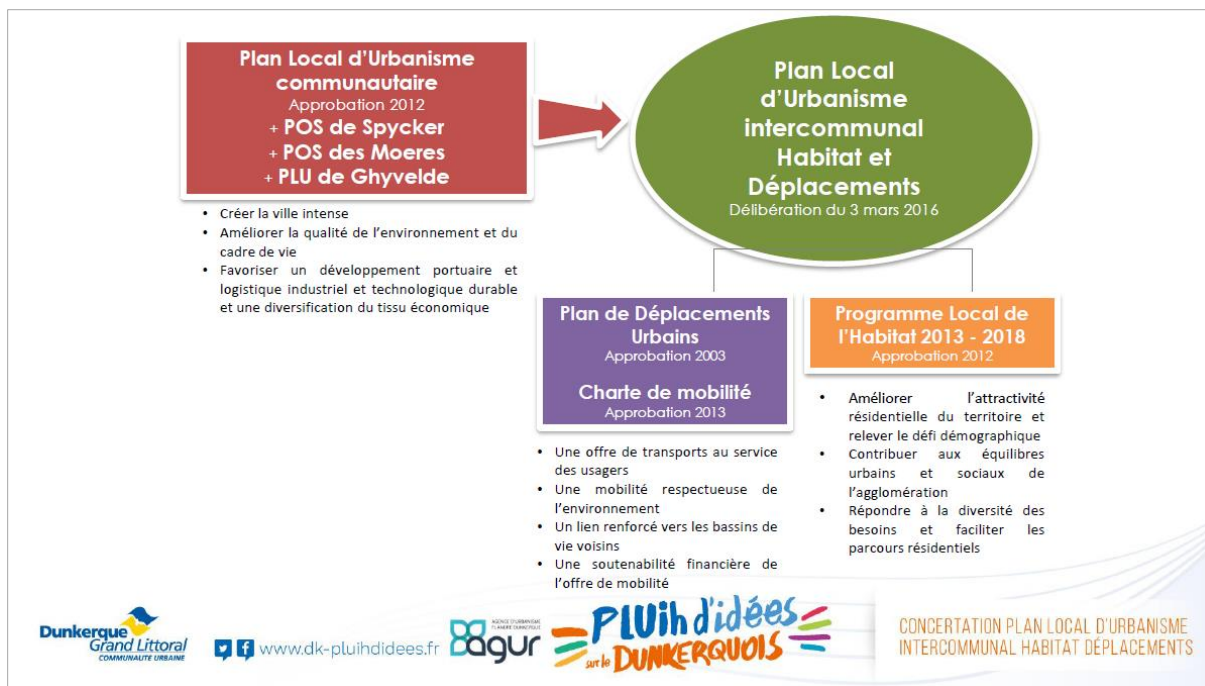 Plan Local d'Urbanisme
communautaire
Approbation 2012
+ POS de Spycker
+ POS des Moeres
+ PLU de Ghyvelde
Plan Local
d'Urbanisme
intercommunal
Habitat et
Déplacements
Délibération du 3 mars 2016
• Créer la ville intense
• Améliorer la qualité de l'environnement et du
cadre de vie
• Favoriser un développement portuaire et
logistique industriel et technologique durable
et une diversification du tissu économique
Plan de Déplacements
Urbains
Approbation 2003
Charte de mobilité
Approbation 2013
• Une offre de transports au service
des usagers
• Une mobilité respectueuse de
l'environnement
• Un lien renforcé vers les bassins de
vie voisins
• Une soutenabilité financière de
l'offre de mobilité
Programme Local de
l'Habitat 2013 - 2018
Approbation 2012
• Améliorer l'attractivité
résidentielle du territoire et
relever le défi démographique
• Contribuer aux équilibres
urbains et sociaux de
l'agglomération
• Répondre à la diversité des
besoins et faciliter les
parcours résidentiels
Dunkerque
Grand Littoral
COMMUNAUTE URBAINE
www.dk-pluihdidees.fr
AGENCE D'URBANISME
agur
PLUih d'idées
sur le DUNKERQUOIS
CONCERTATION PLAN LOCAL D'URBANISME
INTERCOMMUNAL HABITAT DÉPLACEMENTS